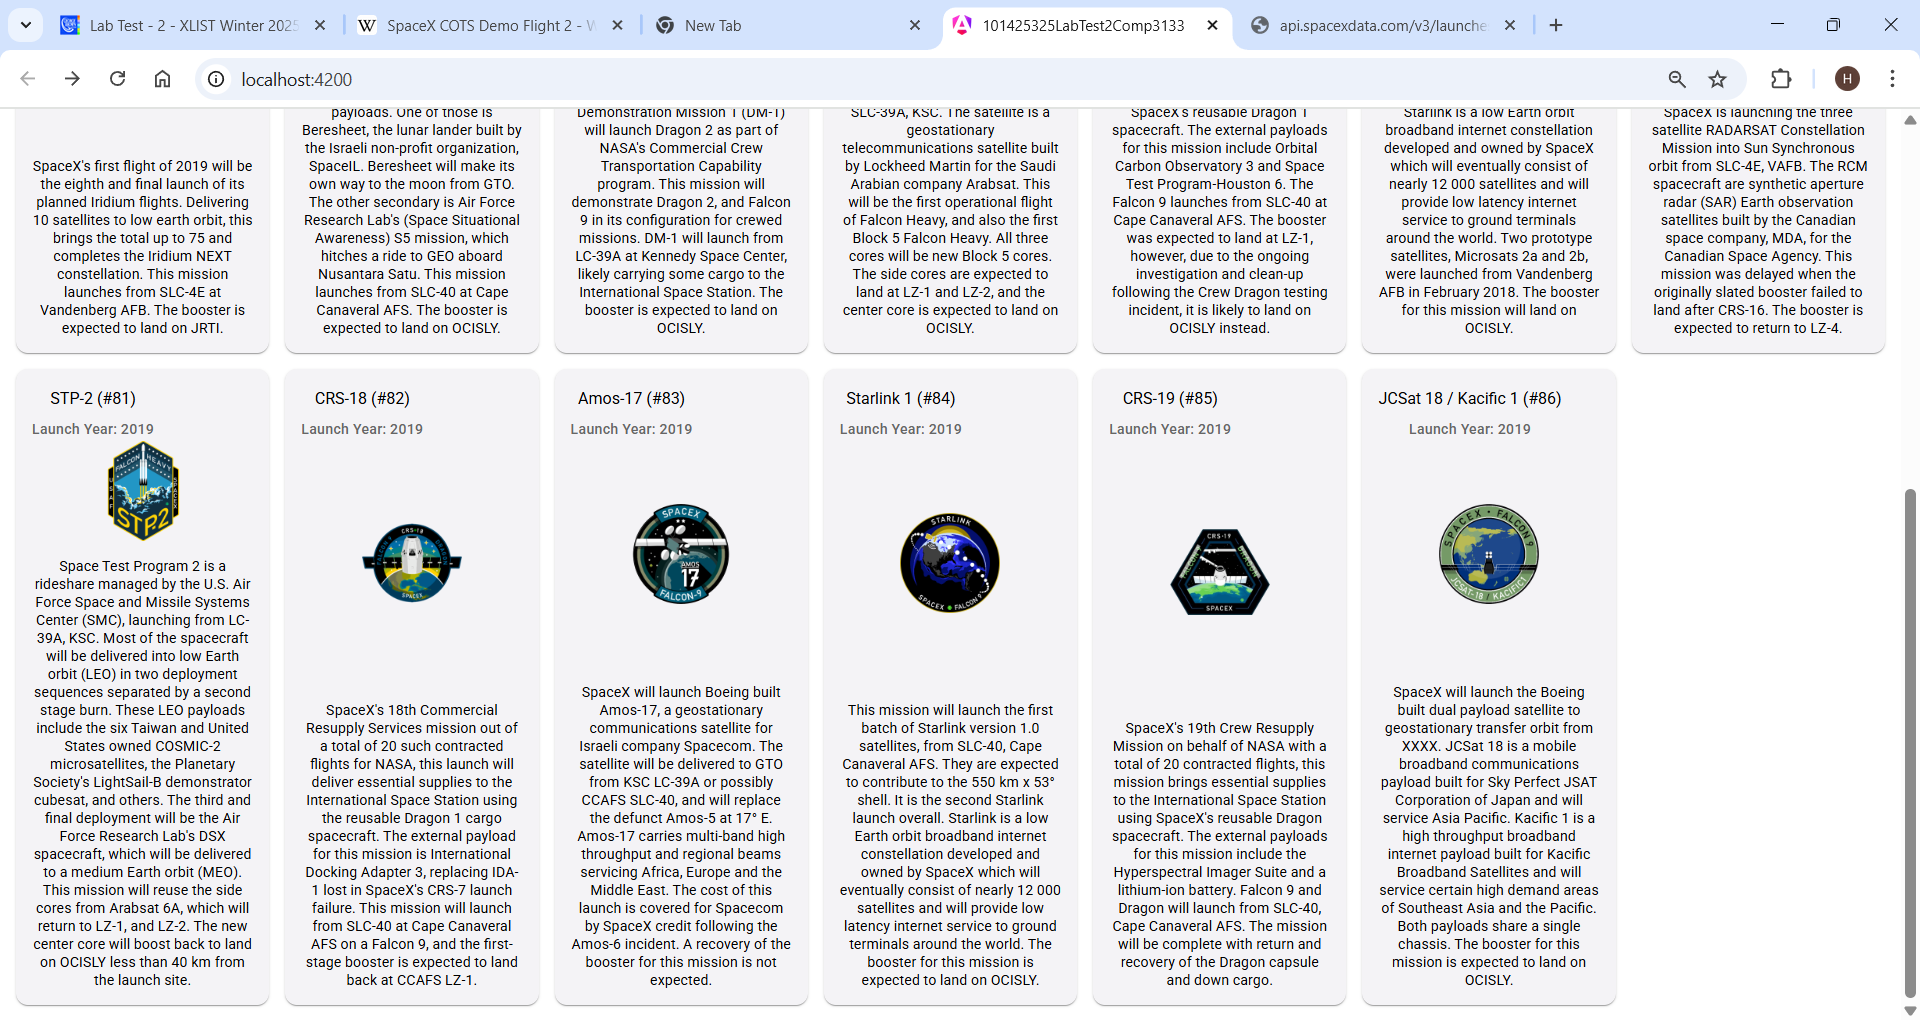 Lab Test - 2 - XLIST Winter 2025
SpaceX COTS Demo Flight 2 - W
New Tab
101425325LabTest2Comp3133
api.spacexdata.com/v3/launche
localhost:4200
H
SpaceX's first flight of 2019 will be
the eighth and final launch of its
planned Iridium flights. Delivering
10 satellites to low earth orbit, this
brings the total up to 75 and
completes the Iridium NEXT
constellation. This mission
launches from SLC-4E at
Vandenberg AFB. The booster is
expected to land on JRTI.
payloads. One of those is
Beresheet, the lunar lander built by
the Israeli non-profit organization,
SpaceIL. Beresheet will make its
own way to the moon from GTO.
The other secondary is Air Force
Research Lab's (Space Situational
Awareness) S5 mission, which
hitches a ride to GEO aboard
Nusantara Satu. This mission
launches from SLC-40 at Cape
Canaveral AFS. The booster is
expected to land on OCISLY.
Demonstration Mission 1 (DM-1)
will launch Dragon 2 as part of
NASA's Commercial Crew
Transportation Capability
program. This mission will
demonstrate Dragon 2, and Falcon
9 in its configuration for crewed
missions. DM-1 will launch from
LC-39A at Kennedy Space Center,
likely carrying some cargo to the
International Space Station. The
booster is expected to land on
OCISLY.
SLC-39A, KSC. The satellite is a
geostationary
telecommunications satellite built
by Lockheed Martin for the Saudi
Arabian company Arabsat. This
will be the first operational flight
of Falcon Heavy, and also the first
Block 5 Falcon Heavy. All three
cores will be new Block 5 cores.
The side cores are expected to
land at LZ-1 and LZ-2, and the
center core is expected to land on
OCISLY.
SpaceX's reusable Dragon 1
spacecraft. The external payloads
for this mission include Orbital
Carbon Observatory 3 and Space
Test Program-Houston 6. The
Falcon 9 launches from SLC-40 at
Cape Canaveral AFS. The booster
was expected to land at LZ-1,
however, due to the ongoing
investigation and clean-up
following the Crew Dragon testing
incident, it is likely to land on
OCISLY instead.
Starlink is a low Earth orbit
broadband internet constellation
developed and owned by SpaceX
which will eventually consist of
nearly 12 000 satellites and will
provide low latency internet
service to ground terminals
around the world. Two prototype
satellites, Microsats 2a and 2b,
were launched from Vandenberg
AFB in February 2018. The booster
for this mission will land on
OCISLY.
SpaceX is launching the three
satellite RADARSAT Constellation
Mission into Sun Synchronous
orbit from SLC-4E, VAFB. The RCM
spacecraft are synthetic aperture
radar (SAR) Earth observation
satellites built by the Canadian
space company, MDA, for the
Canadian Space Agency. This
mission was delayed when the
originally slated booster failed to
land after CRS-16. The booster is
expected to return to LZ-4.
STP-2 (#81)
Launch Year: 2019
FALCON HEAVY
USAF
SPACEX
STP-2
Space Test Program 2 is a
rideshare managed by the U.S. Air
Force Space and Missile Systems
Center (SMC), launching from LC-
39A, KSC. Most of the spacecraft
will be delivered into low Earth
orbit (LEO) in two deployment
sequences separated by a second
stage burn. These LEO payloads
include the six Taiwan and United
States owned COSMIC-2
microsatellites, the Planetary
Society's LightSail-B demonstrator
cubesat, and others. The third and
final deployment will be the Air
Force Research Lab's DSX
spacecraft, which will be delivered
to a medium Earth orbit (MEO).
This mission will reuse the side
cores from Arabsat 6A, which will
return to LZ-1, and LZ-2. The new
center core will boost back to land
on OCISLY less than 40 km from
the launch site.
CRS-18 (#82)
Launch Year: 2019
CRS-18
SPACEX
SpaceX's 18th Commercial
Resupply Services mission out of
a total of 20 such contracted
flights for NASA, this launch will
deliver essential supplies to the
International Space Station using
the reusable Dragon 1 cargo
spacecraft. The external payload
for this mission is International
Docking Adapter 3, replacing IDA-
1 lost in SpaceX's CRS-7 launch
failure. This mission will launch
from SLC-40 at Cape Canaveral
AFS on a Falcon 9, and the first-
stage booster is expected to land
back at CCAFS LZ-1.
Amos-17 (#83)
Launch Year: 2019
SPACEX
AMOS
17
FALCON-9
SpaceX will launch Boeing built
Amos-17, a geostationary
communications satellite for
Israeli company Spacecom. The
satellite will be delivered to GTO
from KSC LC-39A or possibly
CCAFS SLC-40, and will replace
the defunct Amos-5 at 17° E.
Amos-17 carries multi-band high
throughput and regional beams
servicing Africa, Europe and the
Middle East. The cost of this
launch is covered for Spacecom
by SpaceX credit following the
Amos-6 incident. A recovery of the
booster for this mission is not
expected.
Starlink 1 (#84)
Launch Year: 2019
STARLINK
SPACEX FALCON 9
This mission will launch the first
batch of Starlink version 1.0
satellites, from SLC-40, Cape
Canaveral AFS. They are expected
to contribute to the 550 km x 53°
shell. It is the second Starlink
launch overall. Starlink is a low
Earth orbit broadband internet
constellation developed and
owned by SpaceX which will
eventually consist of nearly 12 000
satellites and will provide low
latency internet service to ground
terminals around the world. The
booster for this mission is
expected to land on OCISLY.
CRS-19 (#85)
Launch Year: 2019
CRS-19
FALCON 9
DRAGON
SPACEX
SpaceX's 19th Crew Resupply
Mission on behalf of NASA with a
total of 20 contracted flights, this
mission brings essential supplies
to the International Space Station
using SpaceX's reusable Dragon
spacecraft. The external payloads
for this mission include the
Hyperspectral Imager Suite and a
lithium-ion battery. Falcon 9 and
Dragon will launch from SLC-40,
Cape Canaveral AFS. The mission
will be complete with return and
recovery of the Dragon capsule
and down cargo.
JCSat 18 / Kacific 1 (#86)
Launch Year: 2019
SPACEX • FALCON 9
JCSAT-18 / KACIFIC1
SpaceX will launch the Boeing
built dual payload satellite to
geostationary transfer orbit from
XXXX. JCSat 18 is a mobile
broadband communications
payload built for Sky Perfect JSAT
Corporation of Japan and will
service Asia Pacific. Kacific 1 is a
high throughput broadband
internet payload built for Kacific
Broadband Satellites and will
service certain high demand areas
of Southeast Asia and the Pacific.
Both payloads share a single
chassis. The booster for this
mission is expected to land on
OCISLY.